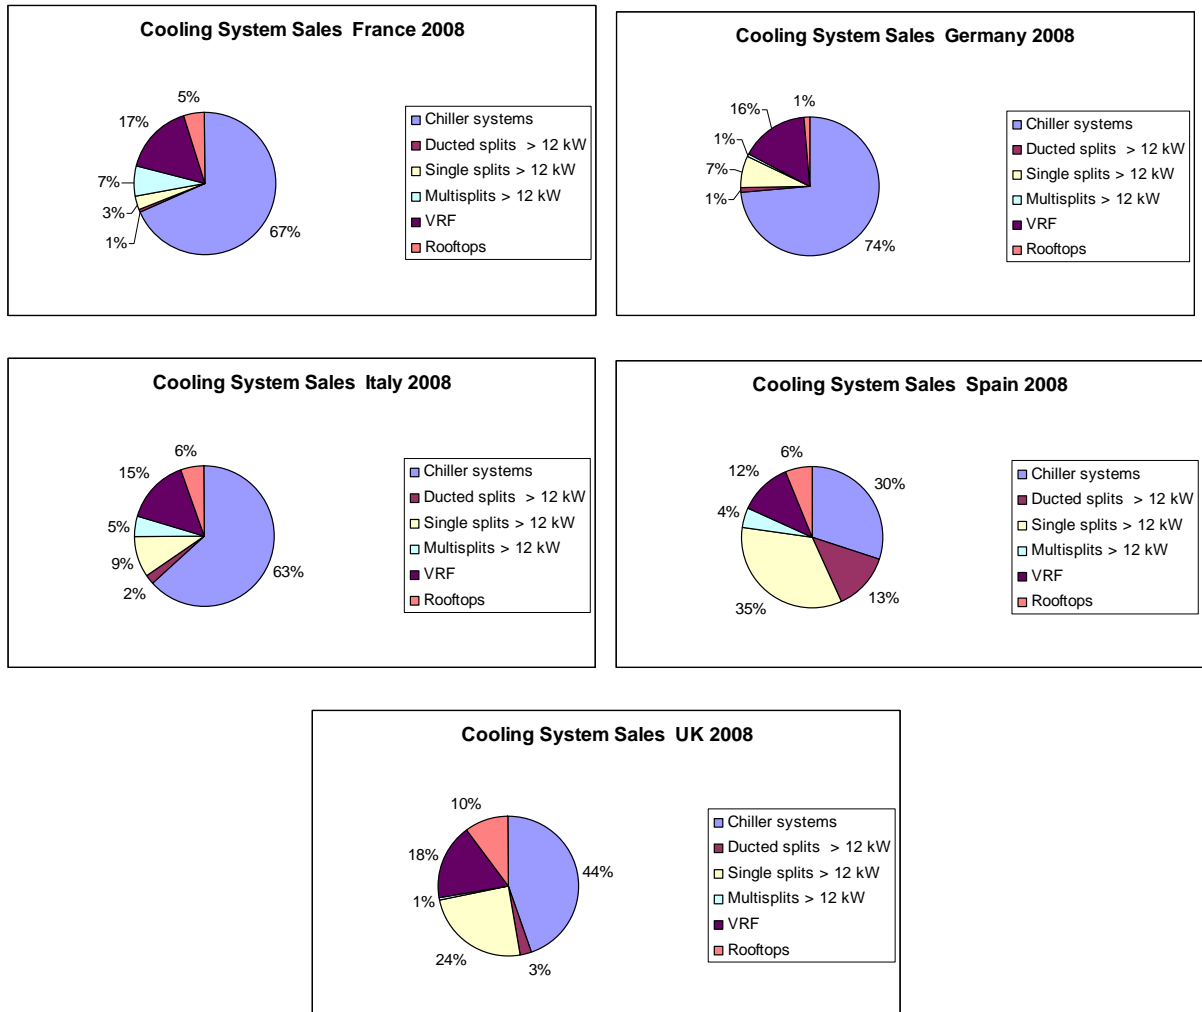 Cooling System Sales  France 2008
5%
17%
7%
3%
1%
67%
Chiller systems
Ducted splits  > 12 kW
Single splits > 12 kW
Multisplits > 12 kW
VRF
Rooftops
Cooling System Sales  Germany 2008
1%
16%
1%
7%
1%
74%
Chiller systems
Ducted splits  > 12 kW
Single splits > 12 kW
Multisplits > 12 kW
VRF
Rooftops
Cooling System Sales  Italy 2008
6%
15%
5%
9%
2%
63%
Chiller systems
Ducted splits  > 12 kW
Single splits > 12 kW
Multisplits > 12 kW
VRF
Rooftops
Cooling System Sales  Spain 2008
6%
12%
30%
4%
35%
13%
Chiller systems
Ducted splits  > 12 kW
Single splits > 12 kW
Multisplits > 12 kW
VRF
Rooftops
Cooling System Sales  UK 2008
10%
18%
44%
1%
24%
3%
Chiller systems
Ducted splits  > 12 kW
Single splits > 12 kW
Multisplits > 12 kW
VRF
Rooftops